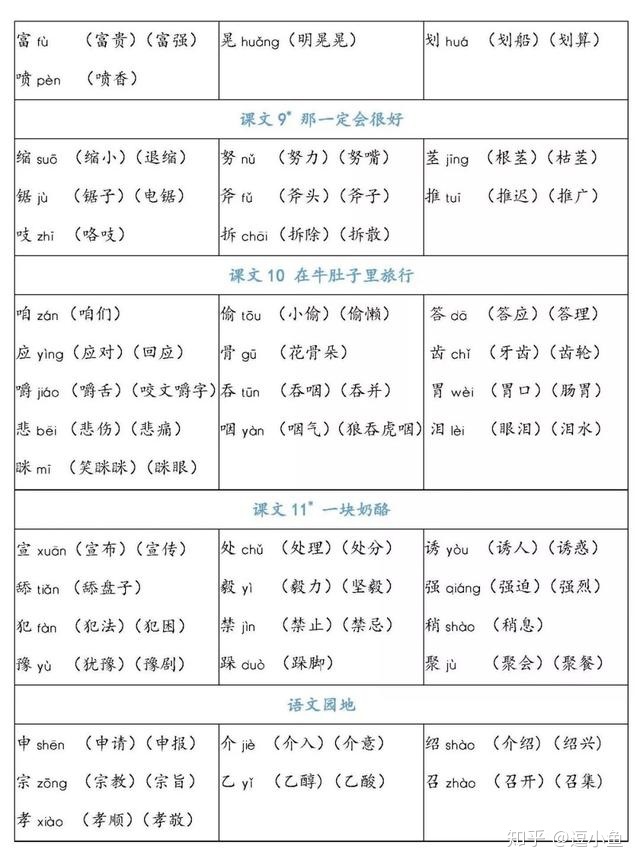 富 fù （富贵）（富强） 晃 huǎng（明晃晃） 划 huá （划船）（划算）
喷 pèn （喷香）
课文 9* 那一定会很好
缩 suō （缩小）（退缩） 努 nǔ （努力）（努嘴） 茎 jīng （根茎）（枯茎）
锯 jù （锯子）（电锯） 斧 fǔ （斧头）（斧子） 推 tuī （推迟）（推广）
吱 zhī （咯吱） 拆 chāi（拆除）（拆散）
课文 10 在牛肚子里旅行
咱 zán（咱们） 偷 tōu （小偷）（偷懒） 答 dā （答应）（答理）
应 yìng（应对）（回应） 骨 gū （花骨朵） 齿 chǐ （牙齿）（齿轮）
嚼 jiáo（嚼舌）（咬文嚼字） 吞 tūn （吞咽）（吞并） 胃 wèi （胃口）（肠胃）
悲 bēi （悲伤）（悲痛） 咽 yàn （咽气）（狼吞虎咽） 泪 lèi （眼泪）（泪水）
眯 mī （笑眯眯）（眯眼）
课文 11* 一块奶酪
宣 xuān（宣布）（宣传） 处 chǔ （处理）（处分） 诱 yòu （诱人）（诱惑）
舔 tiǎn（舔盘子） 毅 yì （毅力）（坚毅） 强 qiáng（强迫）（强烈）
犯 fàn （犯法）（犯困） 禁 jìn （禁止）（禁忌） 稍 shào （稍息）
豫 yù （犹豫）（豫剧） 跺 duò （跺脚） 聚 jù （聚会）（聚餐）
语文园地
申 shēn （申请）（申报） 介 jiè （介入）（介意） 绍 shào （介绍）（绍兴）
宗 zōng（宗教）（宗旨） 乙 yǐ （乙醇）（乙酸） 召 zhào （召开）（召集）
孝 xiào （孝顺）（孝敬）
知乎 @逗小鱼